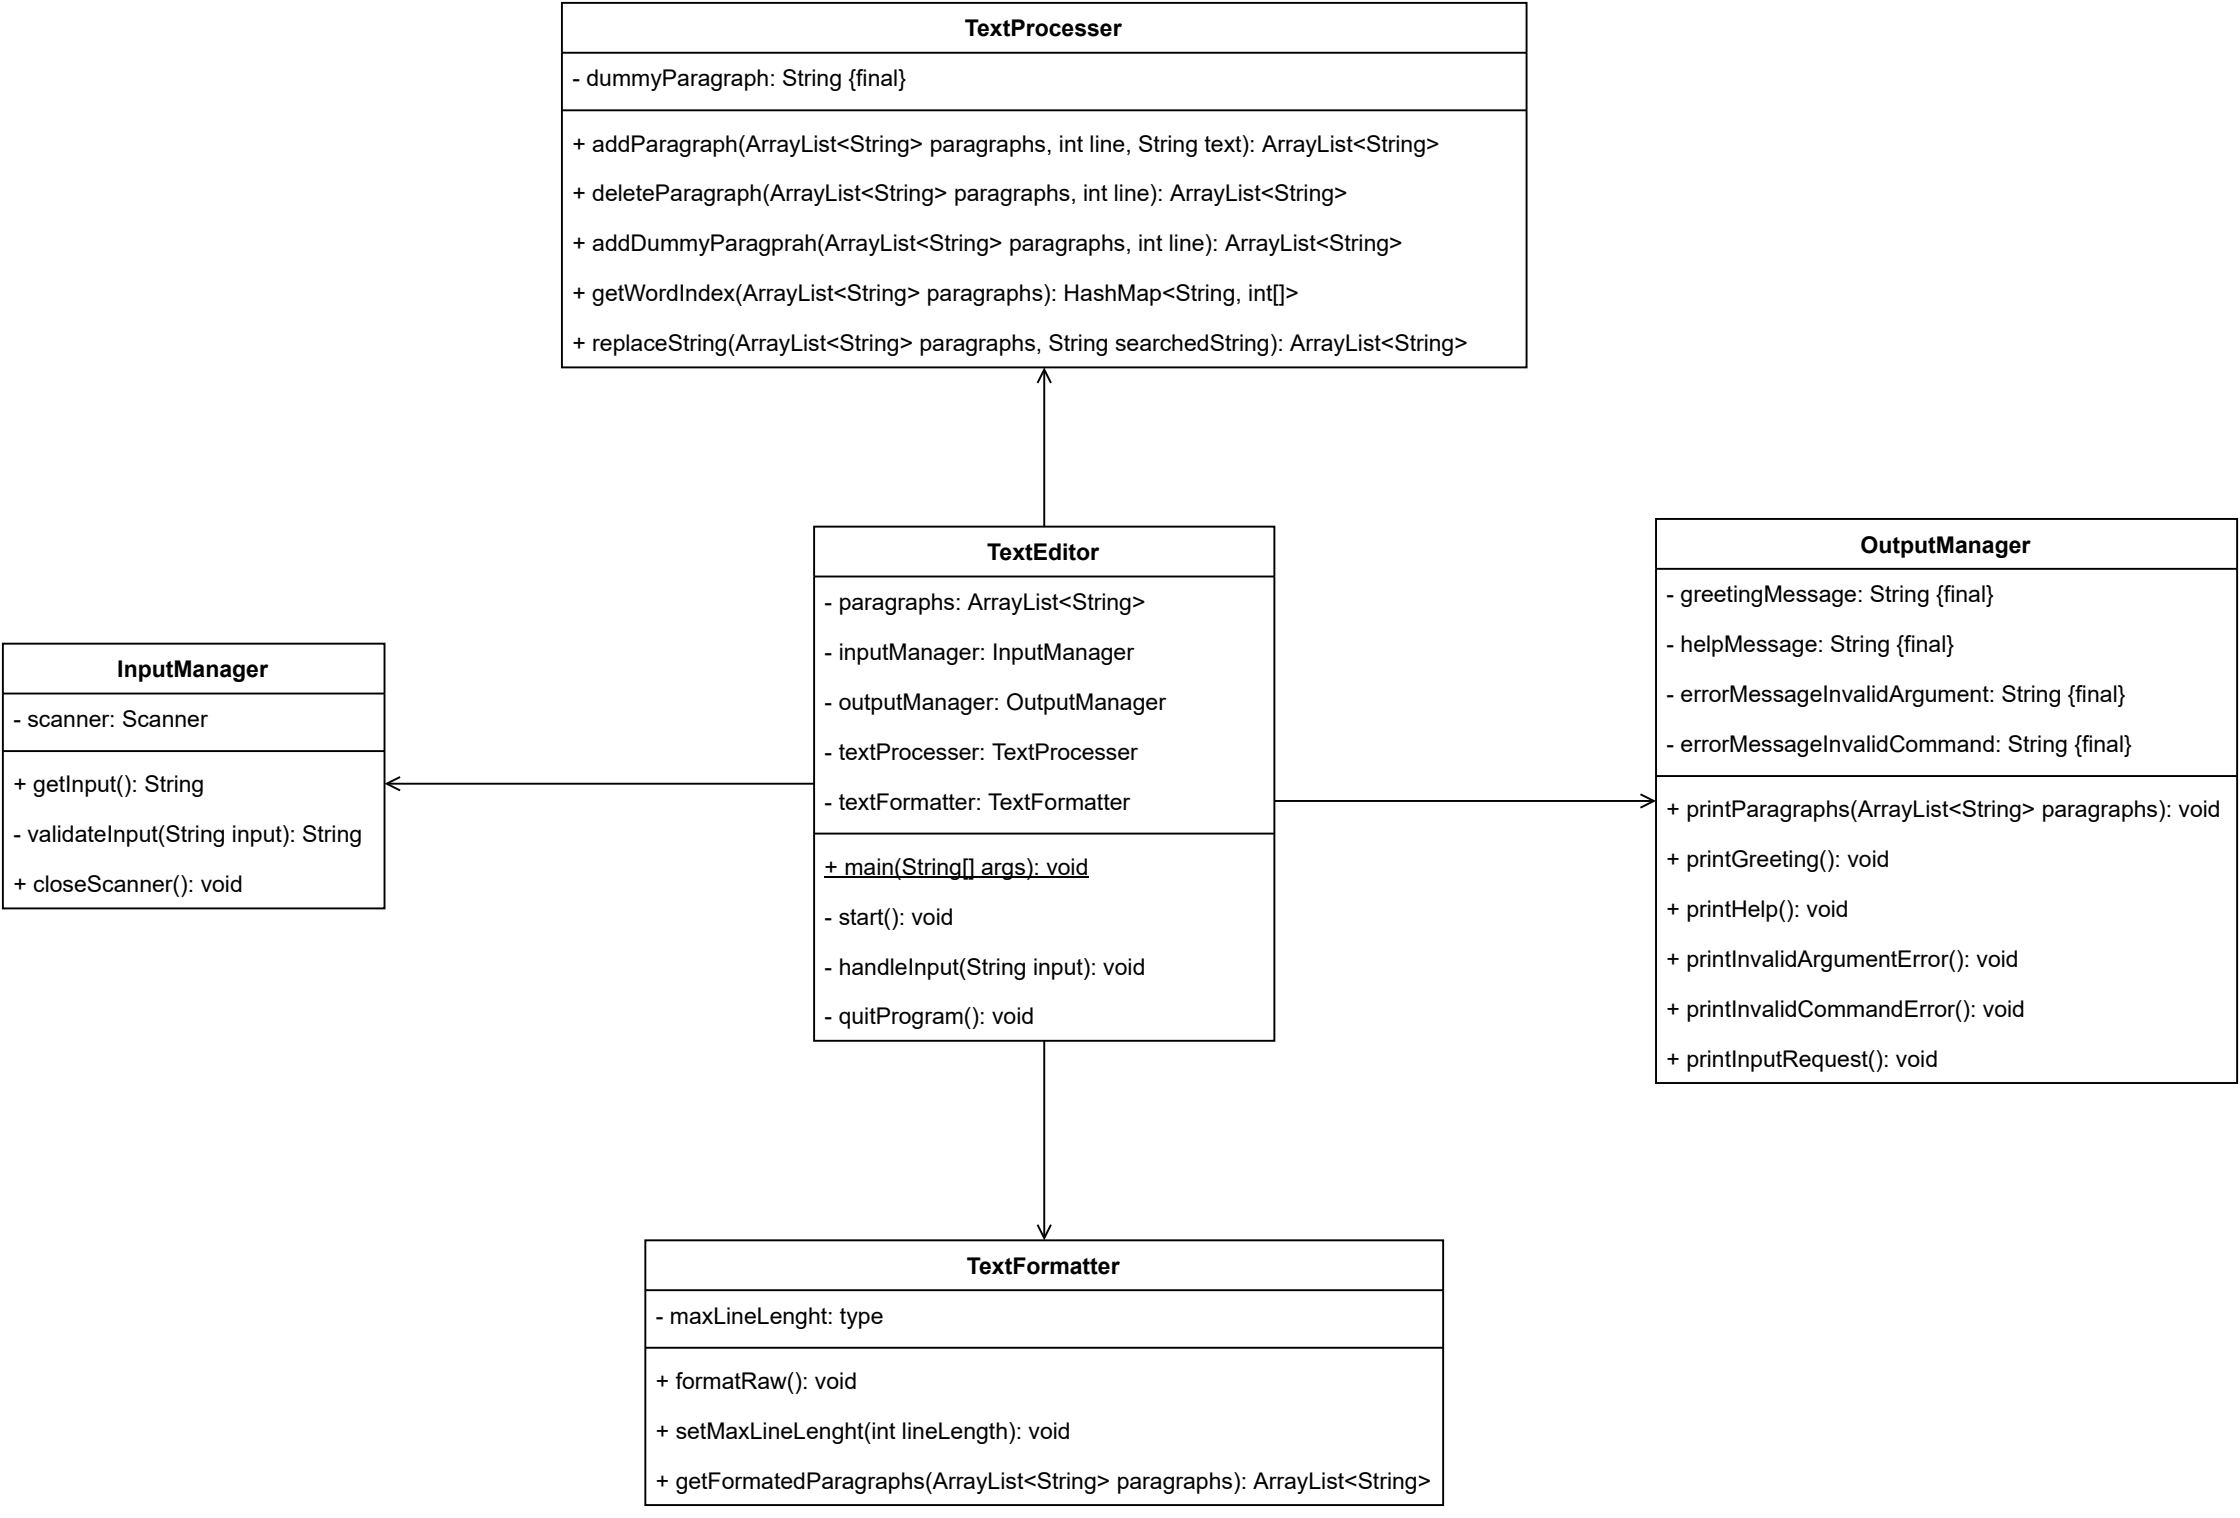 TextProcesser
- dummyParagraph: String {final}
+ addParagraph(ArrayList<String> paragraphs, int line, String text): ArrayList<String>
+ deleteParagraph(ArrayList<String> paragraphs, int line): ArrayList<String>
+ addDummyParagprah(ArrayList<String> paragraphs, int line): ArrayList<String>
+ getWordIndex(ArrayList<String> paragraphs): HashMap<String, int[]>
+ replaceString(ArrayList<String> paragraphs, String searchedString): ArrayList<String>
InputManager
- scanner: Scanner
+ getInput(): String
- validateInput(String input): String
+ closeScanner(): void
TextEditor
- paragraphs: ArrayList<String>
- inputManager: InputManager
- outputManager: OutputManager
- textProcesser: TextProcesser
- textFormatter: TextFormatter
+ main(String[] args): void
- start(): void
- handleInput(String input): void
- quitProgram(): void
OutputManager
- greetingMessage: String {final}
- helpMessage: String {final}
- errorMessageInvalidArgument: String {final}
- errorMessageInvalidCommand: String {final}
+ printParagraphs(ArrayList<String> paragraphs): void
+ printGreeting(): void
+ printHelp(): void
+ printInvalidArgumentError(): void
+ printInvalidCommandError(): void
+ printInputRequest(): void
TextFormatter
- maxLineLenght: type
+ formatRaw(): void
+ setMaxLineLenght(int lineLength): void
+ getFormatedParagraphs(ArrayList<String> paragraphs): ArrayList<String>